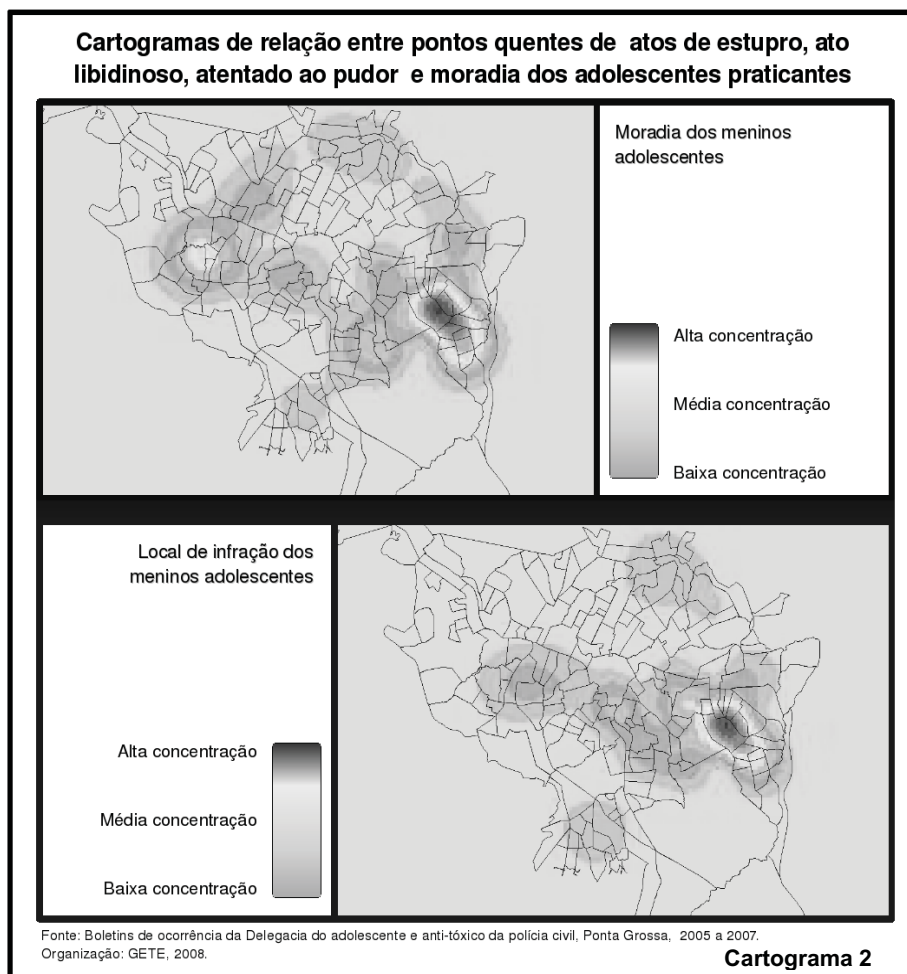 Cartogramas de relação entre pontos quentes de atos de estupro, ato
libidinoso, atentado ao pudor e moradia dos adolescentes praticantes
Moradia dos meninos
adolescentes
Alta concentração
Média concentração
Baixa concentração
Local de infração dos
meninos adolescentes
Alta concentração
Média concentração
Baixa concentração
Fonte: Boletins de ocorrência da Delegacia do adolescente e anti-tóxico da polícia civil, Ponta Grossa, 2005 a 2007.
Organização: GETE, 2008.
Cartograma 2